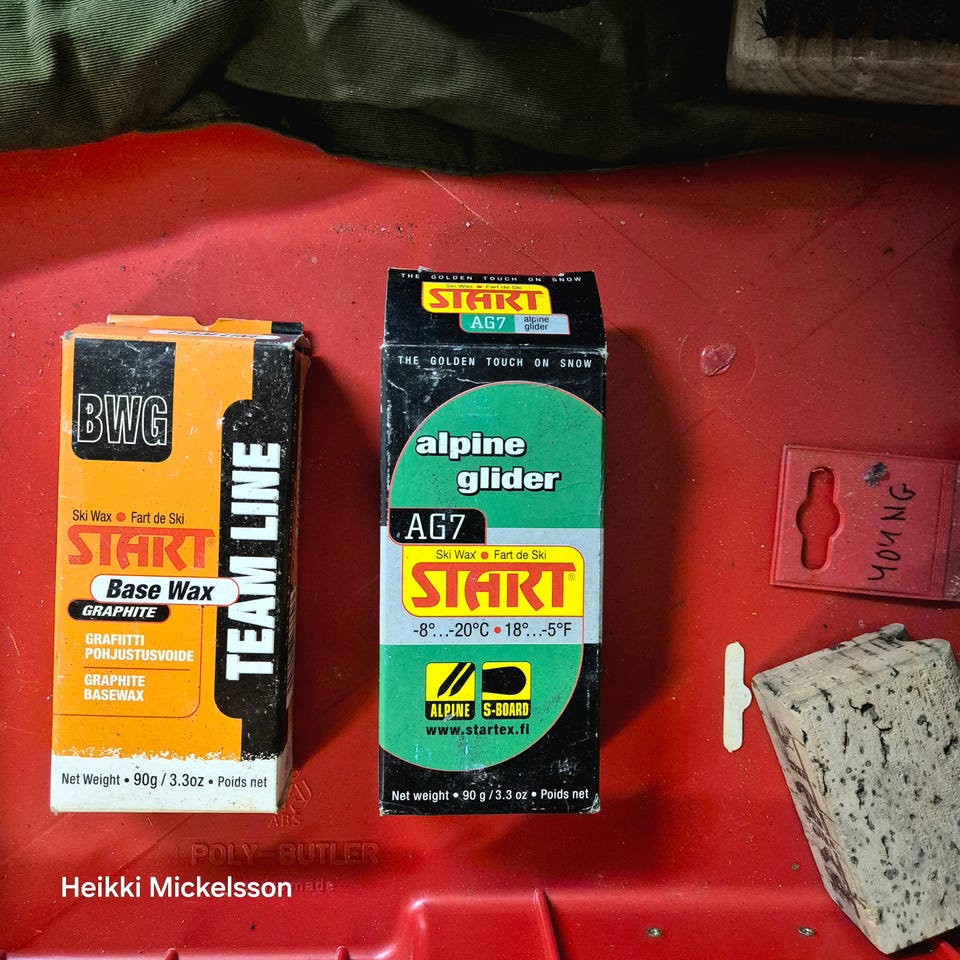 BWG
TEAM LINE
Ski Wax • Fart de Ski
START®
Base Wax
GRAPHITE
GRAFIITTI
POHJUSTUSVOIDE
GRAPHITE
BASEWAX
Net Weight • 90g / 3.3oz • Poids net
THE GOLDEN TOUCH ON SNOW
Ski Wax • Fart de Ski
START
AG7 alpine
glider
THE GOLDEN TOUCH ON SNOW
alpine
glider
AG7
Ski Wax • Fart de Ski
START®
-8°...-20°C • 18°...-5°F
ALPINE S-BOARD
www.startex.fi
Net weight • 90 g / 3.3 oz • Poids net
YOUNG
ABS
POLY-BUTLER
made
Heikki Mickelsson